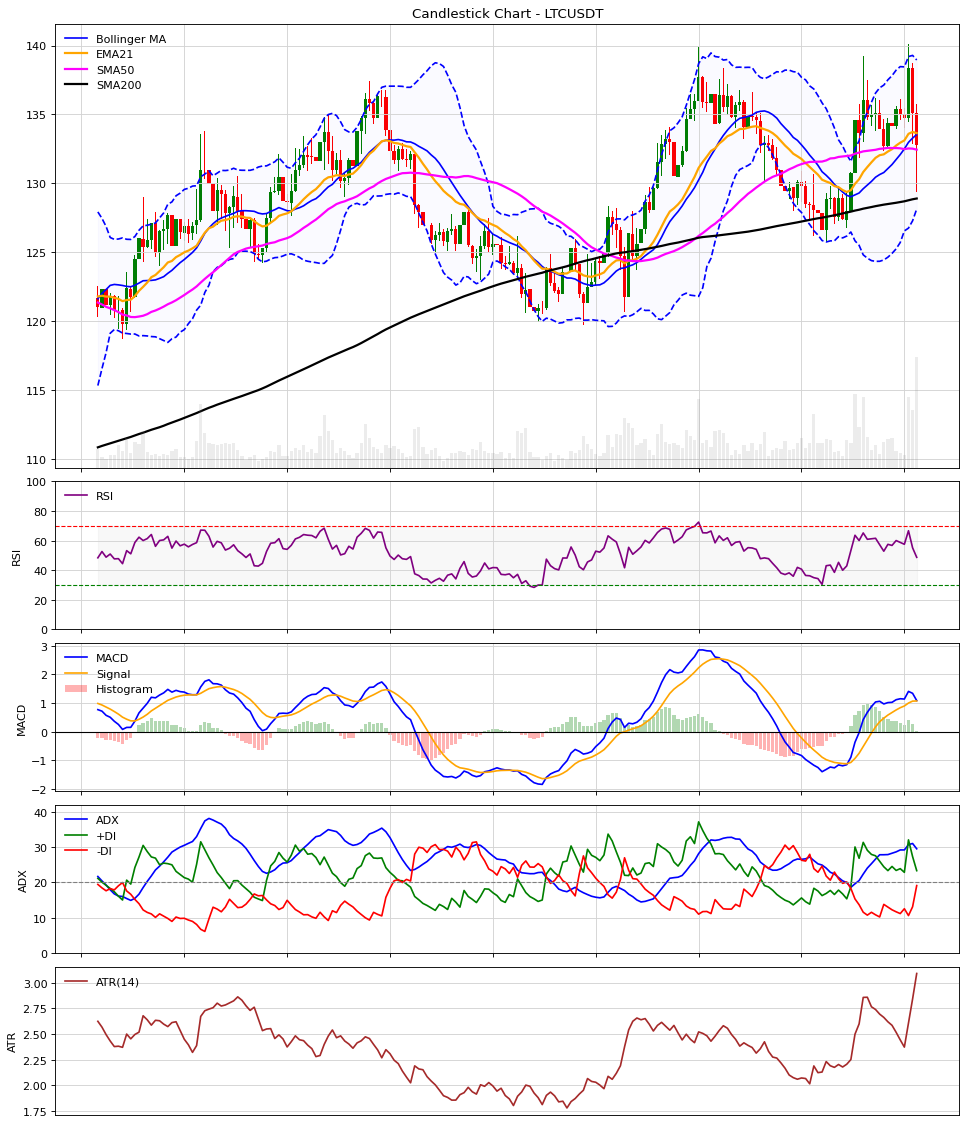 Candlestick Chart - LTCUSDT
Bollinger MA
EMA21
SMA50
SMA200
140
135
130
125
120
115
110
RSI
RSI
100
80
60
40
20
0
MACD
Signal
Histogram
MACD
3
2
1
0
−1
−2
ADX
+DI
-DI
ADX
40
30
20
10
0
ATR(14)
ATR
3.00
2.75
2.50
2.25
2.00
1.75